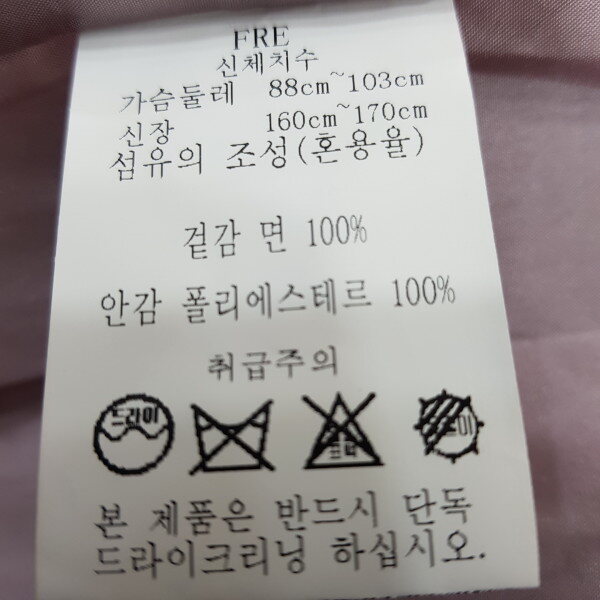 FRE
신체치수
가슴둘레 88cm~103cm
신장 160cm~170cm
섬유의 조성(혼용율)
겉감 면 100%
안감 폴리에스테르 100%
취급주의
드라이
본 제품은 반드시 단독
드라이크리닝 하십시오.